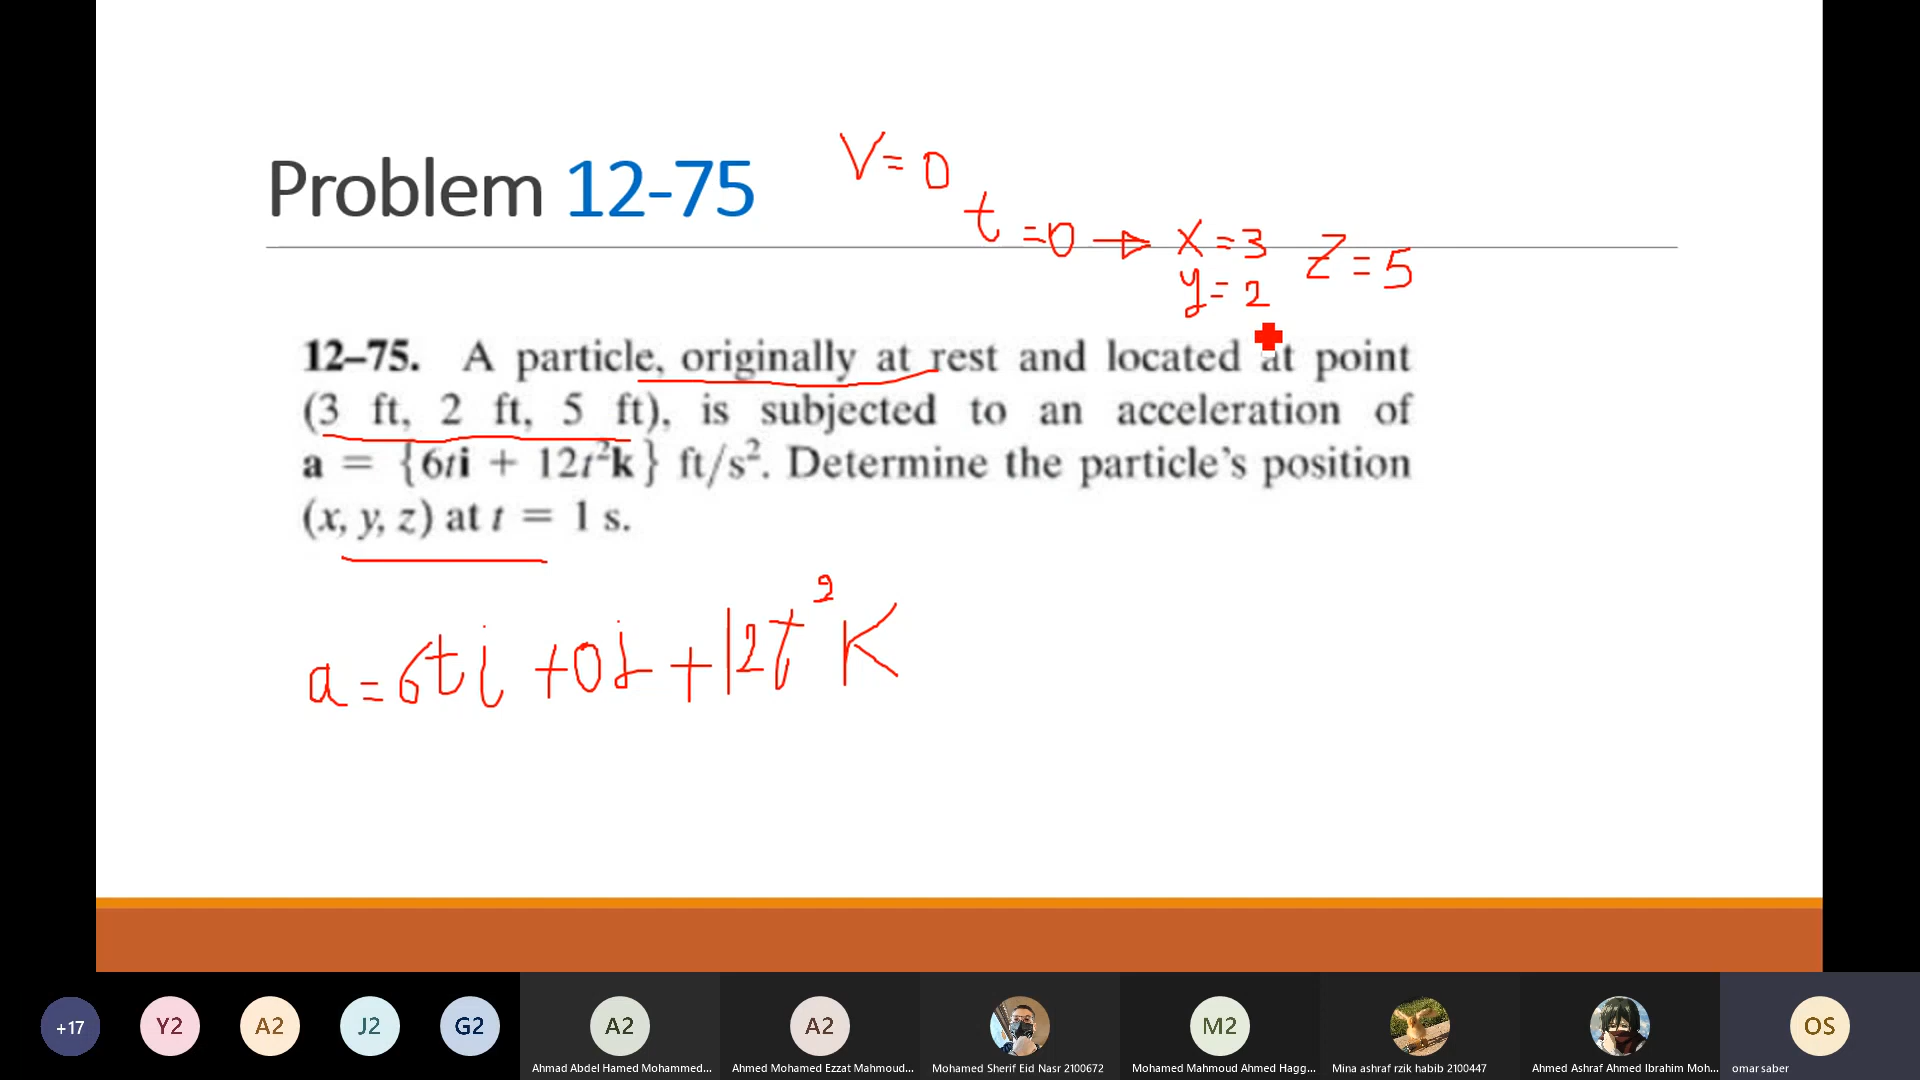 V = 0
Problem 12-75
t = 0 → x = 3 Z = 5
y = 2
12–75. A particle, originally at rest and located at point
(3 ft, 2 ft, 5 ft), is subjected to an acceleration of
a = {6ti + 12t²k} ft/s². Determine the particle's position
(x, y, z) at t = 1 s.
a = 6ti + 0j + 12t² K
+17
Y2
A2
J2
G2
A2
A2
M2
OS
Ahmad Abdel Hamed Mohammed...
Ahmed Mohamed Ezzat Mahmoud...
Mohamed Sherif Eid Nasr 2100672
Mohamed Mahmoud Ahmed Hagg...
Mina ashraf rzik habib 2100447
Ahmed Ashraf Ahmed Ibrahim Moh...
omar saber